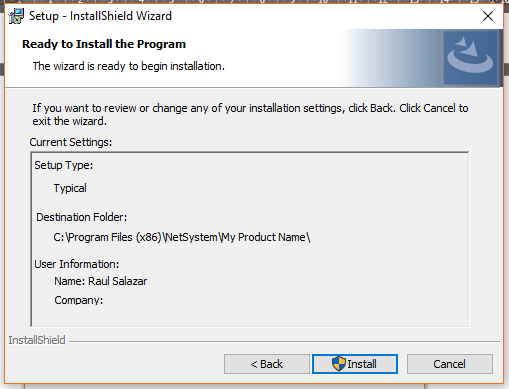 Setup - InstallShield Wizard
Ready to Install the Program
The wizard is ready to begin installation.
If you want to review or change any of your installation settings, click Back. Click Cancel to
exit the wizard.
Current Settings:
Setup Type:
Typical
Destination Folder:
C:\Program Files (x86)\NetSystem\My Product Name\
User Information:
Name: Raul Salazar
Company:
InstallShield
< Back
Install
Cancel